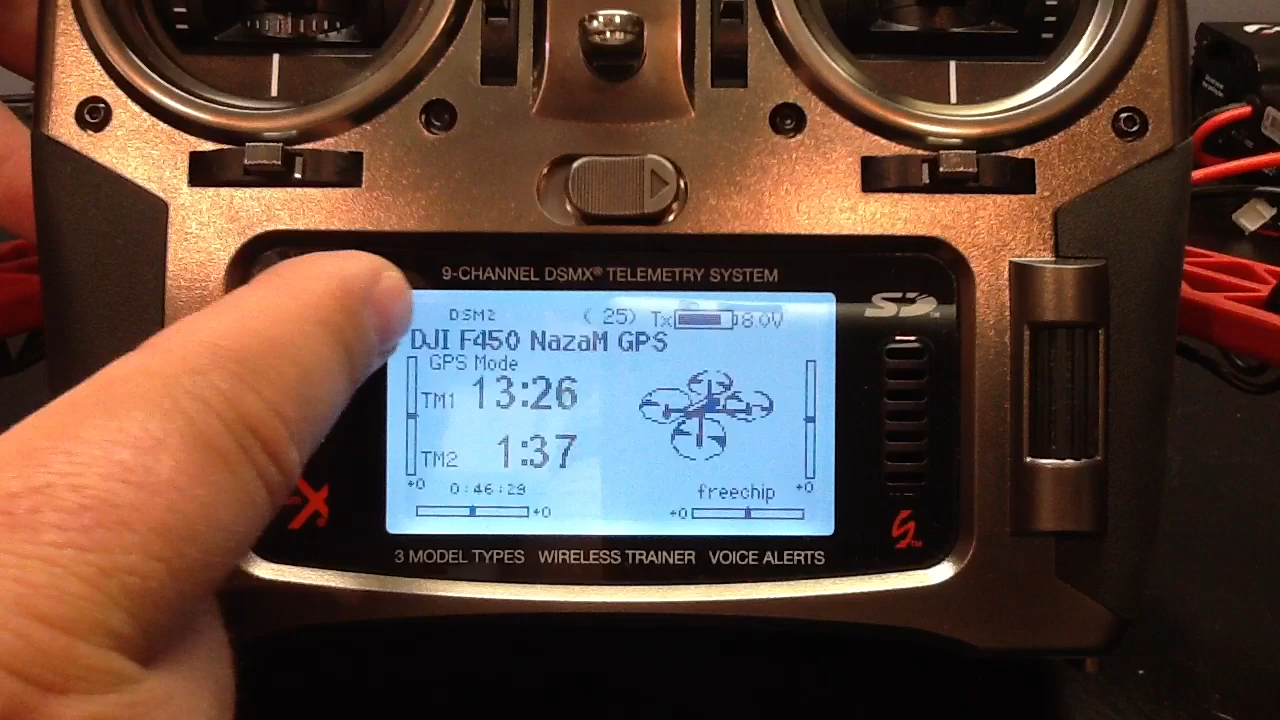 9-CHANNEL DSMX® TELEMETRY SYSTEM
DSM2 (25) Tx 8.0V
DJI F450 NazaM GPS
GPS Mode
TM1 13:26
TM2 1:37
+0 +0
0:46:29 freechip
+0 +0
X
3 MODEL TYPES WIRELESS TRAINER VOICE ALERTS
SD
TM